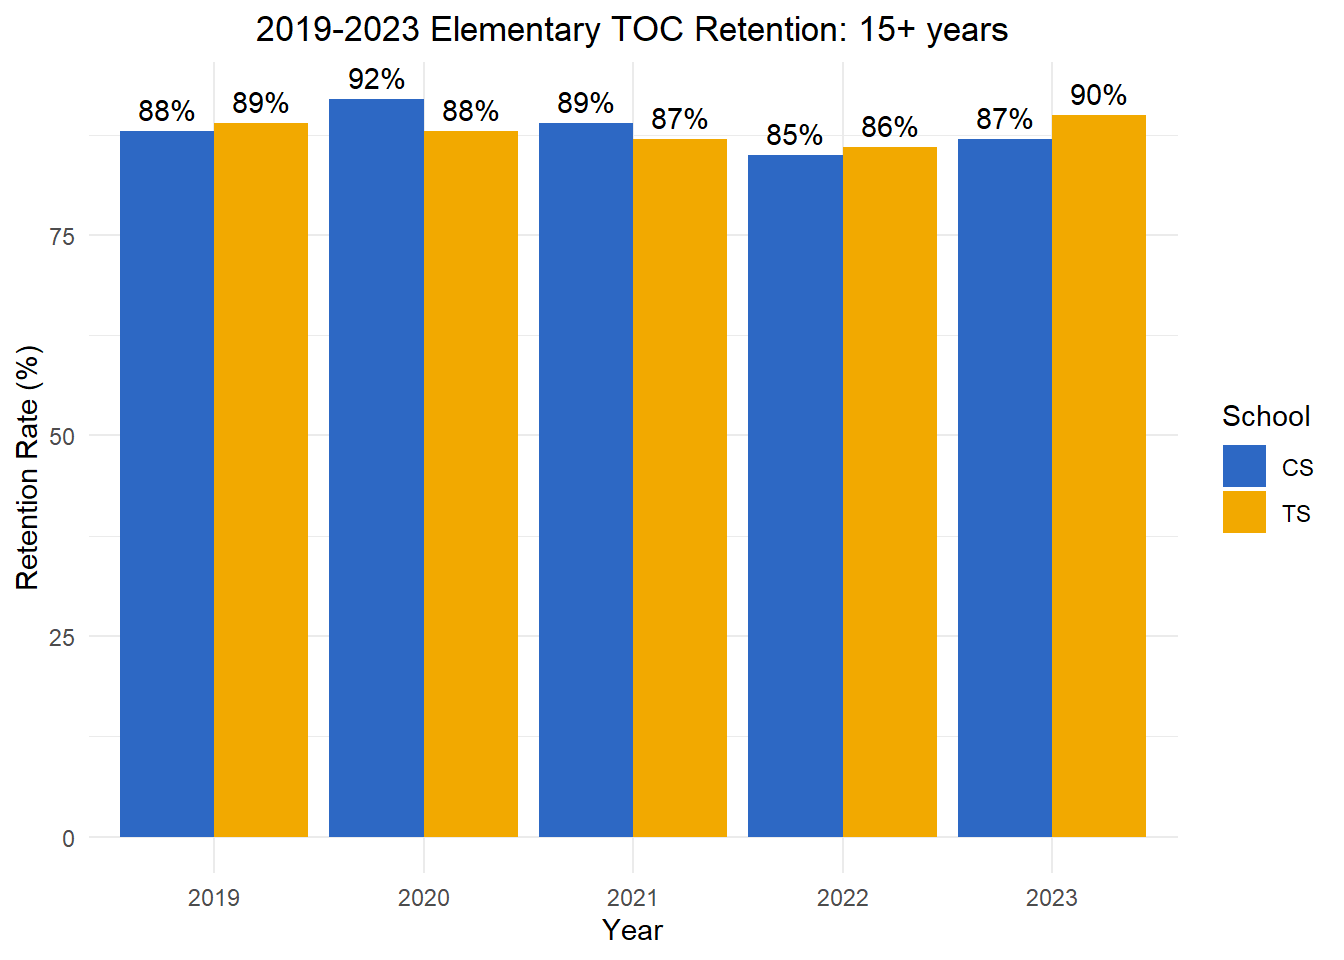 2019-2023 Elementary TOC Retention: 15+ years
88% 89% 92% 88% 89% 87% 85% 86% 87% 90%
75
50
25
0
Retention Rate (%)
2019 2020 2021 2022 2023
Year
School
CS
TS